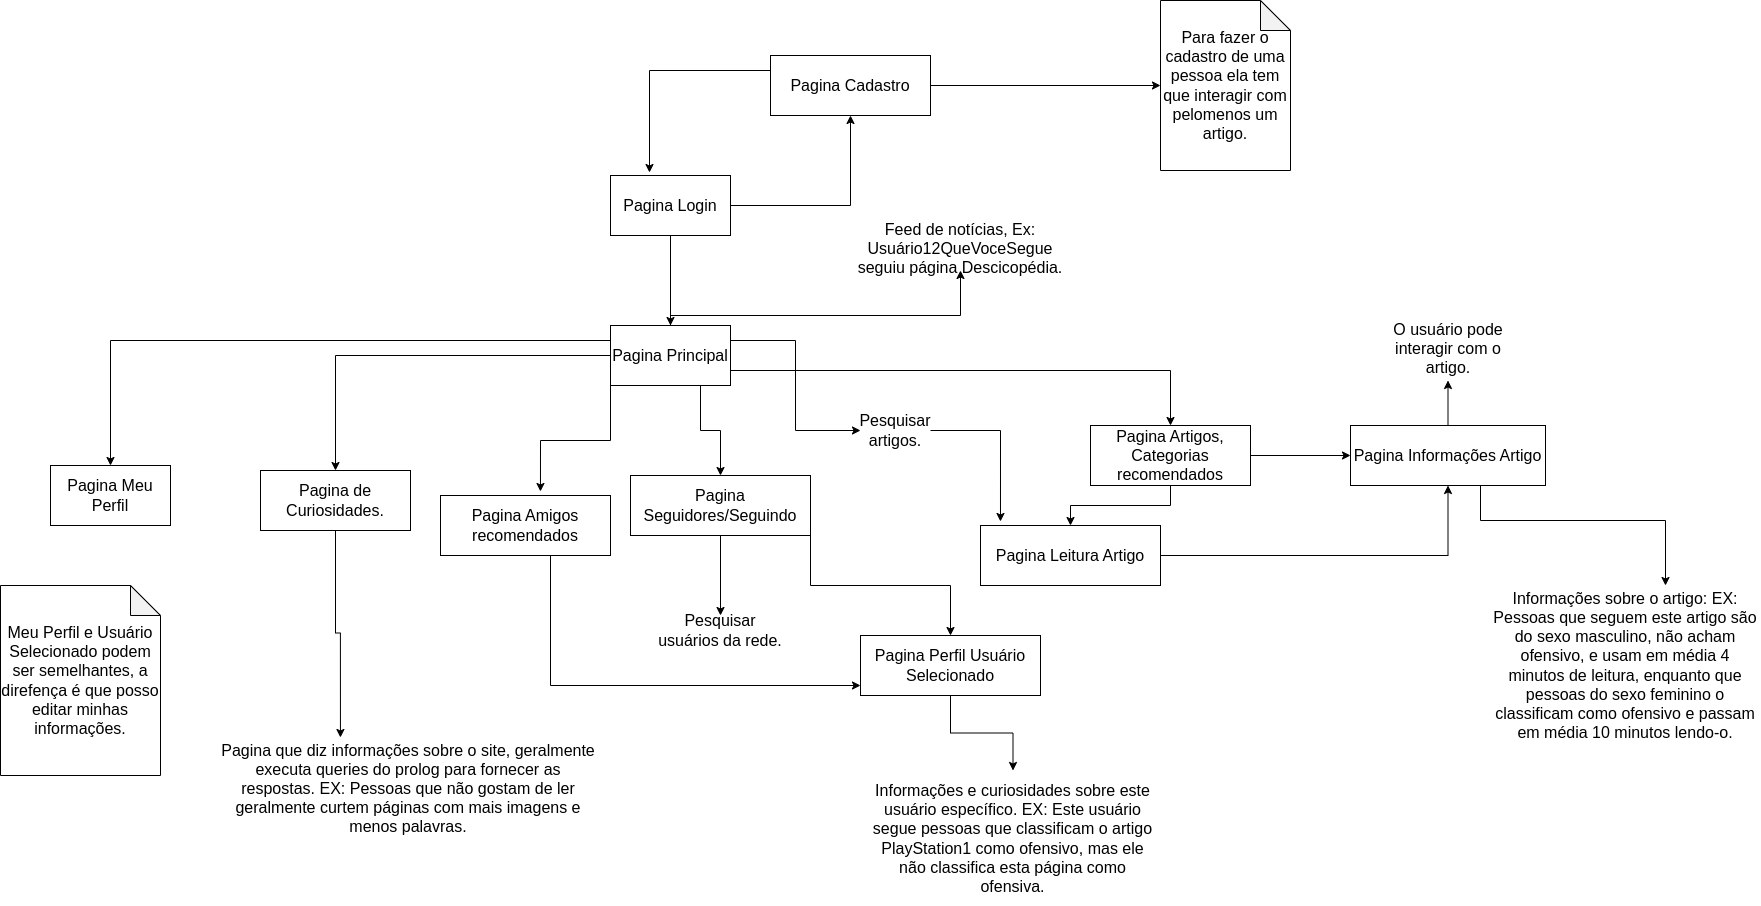 Para fazer o
cadastro de uma
pessoa ela tem
que interagir com
pelomenos um
artigo.
Pagina Cadastro
Pagina Login
Feed de notícias, Ex:
Usuário12QueVoceSegue
seguiu página Descicopédia.
Pagina Principal
O usuário pode
interagir com o
artigo.
Pesquisar
artigos.
Pagina Artigos,
Categorias
recomendados
Pagina Informações Artigo
Pagina Meu
Perfil
Pagina de
Curiosidades.
Pagina Amigos
recomendados
Pagina
Seguidores/Seguindo
Pagina Leitura Artigo
Meu Perfil e Usuário
Selecionado podem
ser semelhantes, a
direfença é que posso
editar minhas
informações.
Pesquisar
usuários da rede.
Pagina Perfil Usuário
Selecionado
Informações sobre o artigo: EX:
Pessoas que seguem este artigo são
do sexo masculino, não acham
ofensivo, e usam em média 4
minutos de leitura, enquanto que
pessoas do sexo feminino o
classificam como ofensivo e passam
em média 10 minutos lendo-o.
Pagina que diz informações sobre o site, geralmente
executa queries do prolog para fornecer as
respostas. EX: Pessoas que não gostam de ler
geralmente curtem páginas com mais imagens e
menos palavras.
Informações e curiosidades sobre este
usuário específico. EX: Este usuário
segue pessoas que classificam o artigo
PlayStation1 como ofensivo, mas ele
não classifica esta página como
ofensiva.